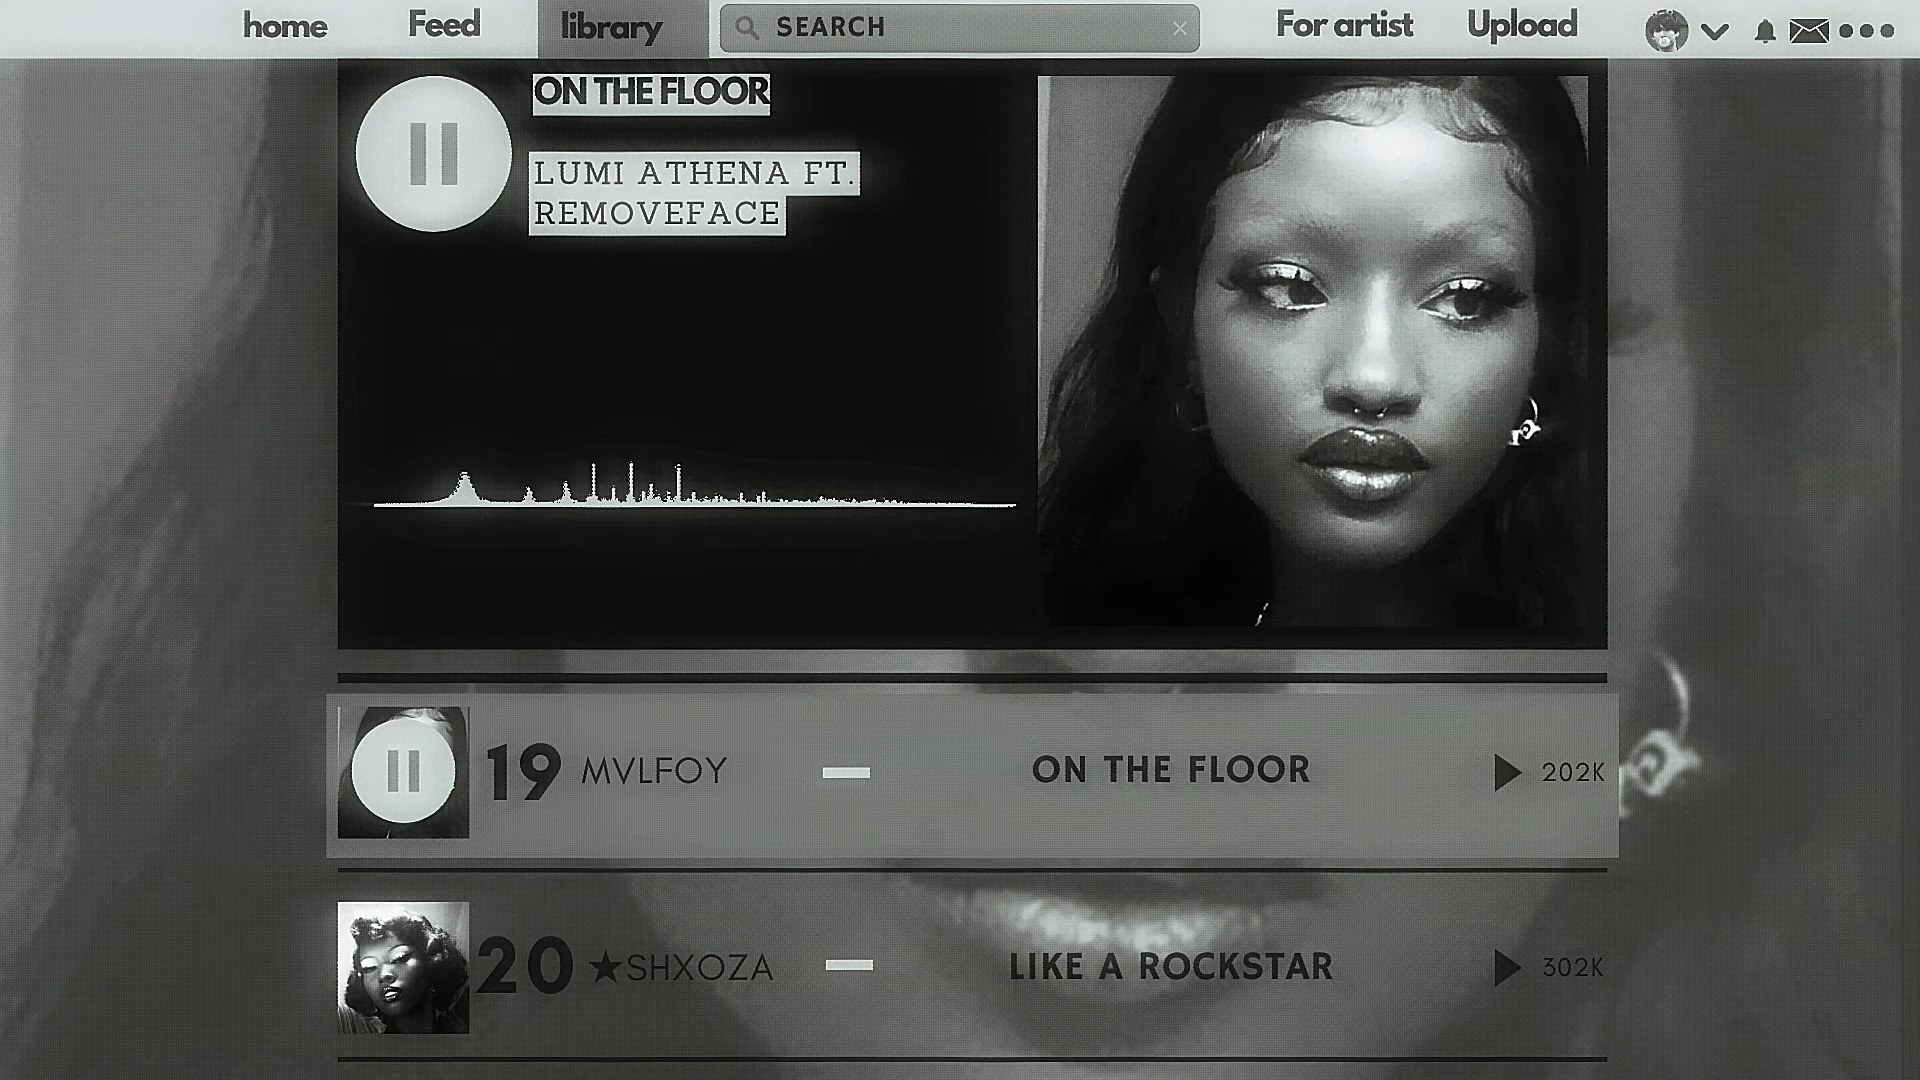 home Feed library SEARCH For artist Upload
ON THE FLOOR
LUMI ATHENA FT.
REMOVEFACE
19 MVLFOY ON THE FLOOR 202K
20 ★SHXOZA LIKE A ROCKSTAR 302K